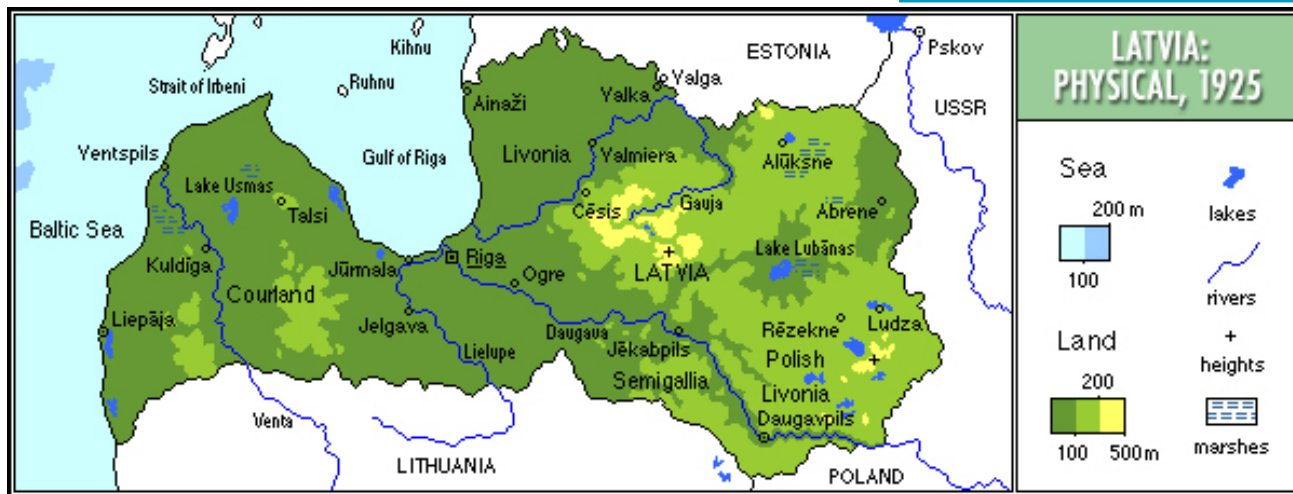 LATVIA:
PHYSICAL, 1925
Kihnu
ESTONIA
Pskov
Strait of Irbeni
Ruhnu
Valga
Ainaži
Valka
USSR
Ventspils
Gulf of Riga
Livonia
Valmiera
Alūksne
Lake Usmas
Talsi
Cēsis
Gauja
Abrene
Baltic Sea
Kuldīga
Jūrmala
Riga
Ogre
LATVIA
Lake Lubānas
Courland
Liepāja
Jelgava
Daugaua
Rēzekne
Ludza
Lielupe
Jēkabpils
Polish
Livonia
Semigallia
Daugavpils
Venta
LITHUANIA
POLAND
Sea
200 m
100
lakes
rivers
Land
200
100
500m
+
heights
marshes